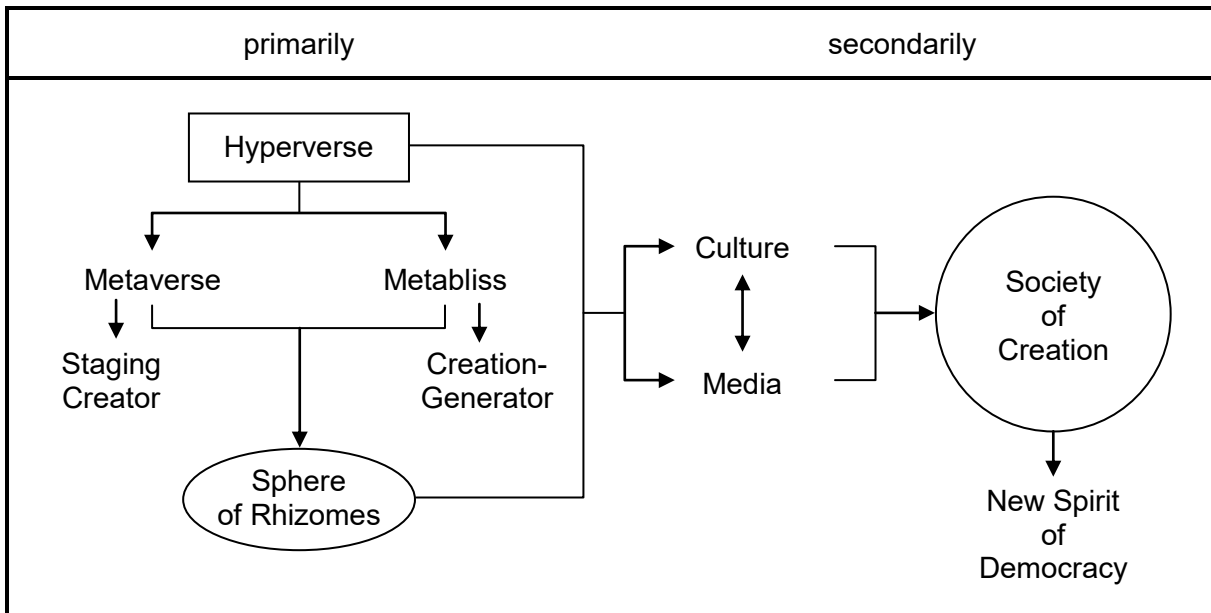 primarily
secondarily
Hyperverse
Metaverse
Metabliss
Staging
Creator
Creation-
Generator
Sphere
of Rhizomes
Culture
Media
Society
of
Creation
New Spirit
of
Democracy